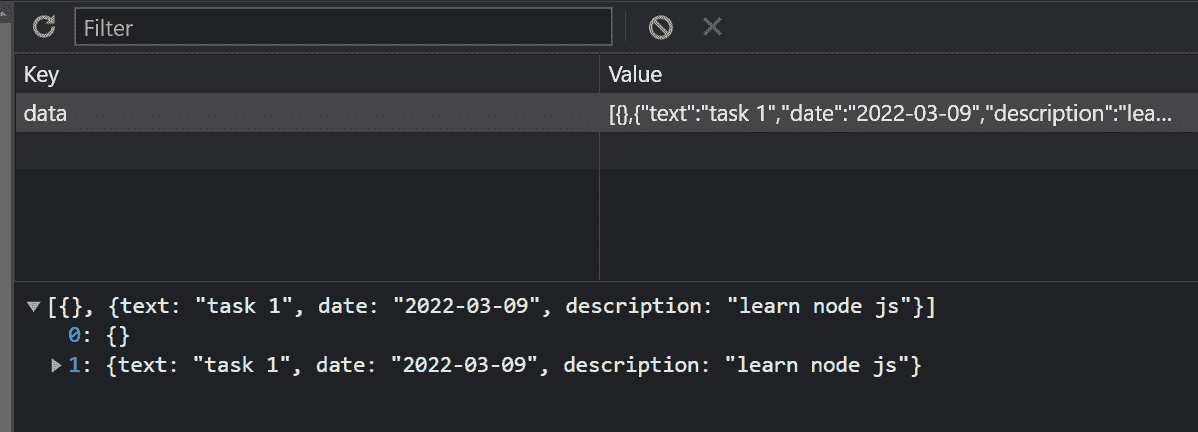 Filter
Key Value
data [{},{"text":"task 1","date":"2022-03-09","description":"lea...
[{}, {text: "task 1", date: "2022-03-09", description: "learn node js"}]
0: {}
1: {text: "task 1", date: "2022-03-09", description: "learn node js"}